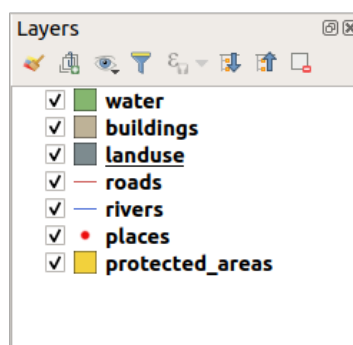 Layers
water
buildings
landuse
roads
rivers
places
protected_areas